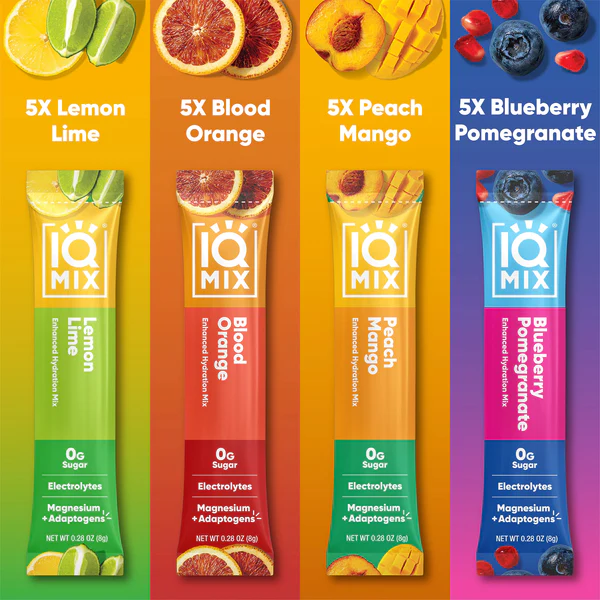 5X Lemon
Lime
5X Blood
Orange
5X Peach
Mango
5X Blueberry
Pomegranate
IQ
MIX
®
Lemon
Lime
Enhanced Hydration Mix
0G
Sugar
Electrolytes
Magnesium
+Adaptogens
NET WT 0.28 OZ (8g)
IQ
MIX
®
Blood
Orange
Enhanced Hydration Mix
0G
Sugar
Electrolytes
Magnesium
+Adaptogens
NET WT 0.28 OZ (8g)
IQ
MIX
®
Peach
Mango
Enhanced Hydration Mix
0G
Sugar
Electrolytes
Magnesium
+Adaptogens
NET WT 0.28 OZ (8g)
IQ
MIX
®
Blueberry
Pomegranate
Enhanced Hydration Mix
0G
Sugar
Electrolytes
Magnesium
+Adaptogens
NET WT 0.28 OZ (8g)